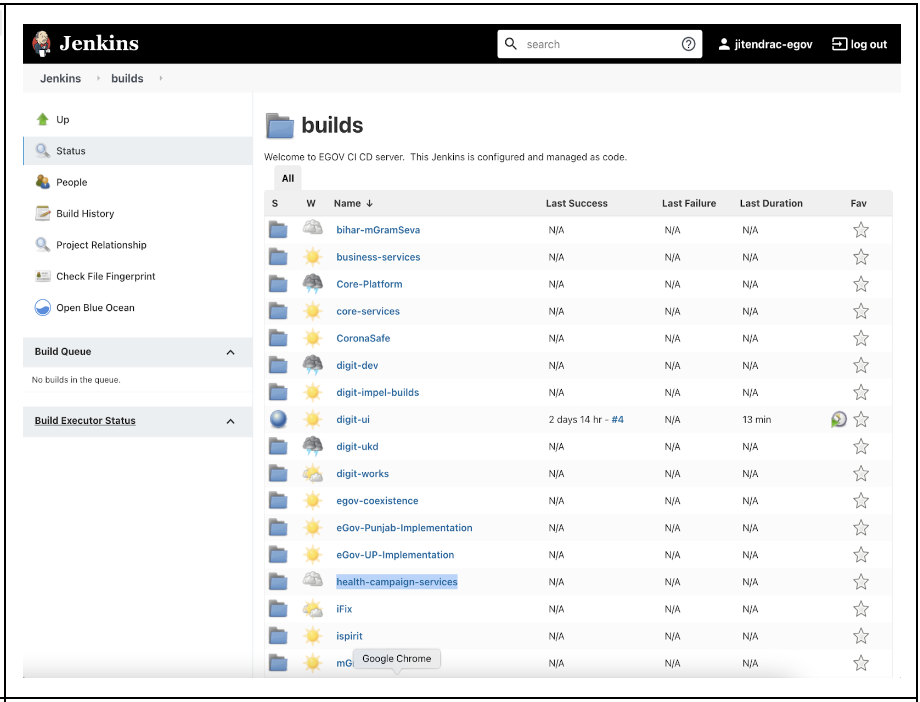 Jenkins
search
jitendrac-egov
log out
Jenkins
builds
Up
Status
People
Build History
Project Relationship
Check File Fingerprint
Open Blue Ocean
Build Queue
No builds in the queue.
Build Executor Status
builds
Welcome to EGOV CI CD server. This Jenkins is configured and managed as code.
All
S W Name ↓ Last Success Last Failure Last Duration Fav
bihar-mGramSeva N/A N/A N/A
business-services N/A N/A N/A
Core-Platform N/A N/A N/A
core-services N/A N/A N/A
CoronaSafe N/A N/A N/A
digit-dev N/A N/A N/A
digit-impel-builds N/A N/A N/A
digit-ui 2 days 14 hr - #4 N/A 13 min
digit-ukd N/A N/A N/A
digit-works N/A N/A N/A
egov-coexistence N/A N/A N/A
eGov-Punjab-Implementation N/A N/A N/A
eGov-UP-Implementation N/A N/A N/A
health-campaign-services N/A N/A N/A
iFix N/A N/A N/A
ispirit N/A N/A N/A
N/A N/A N/A
Google Chrome